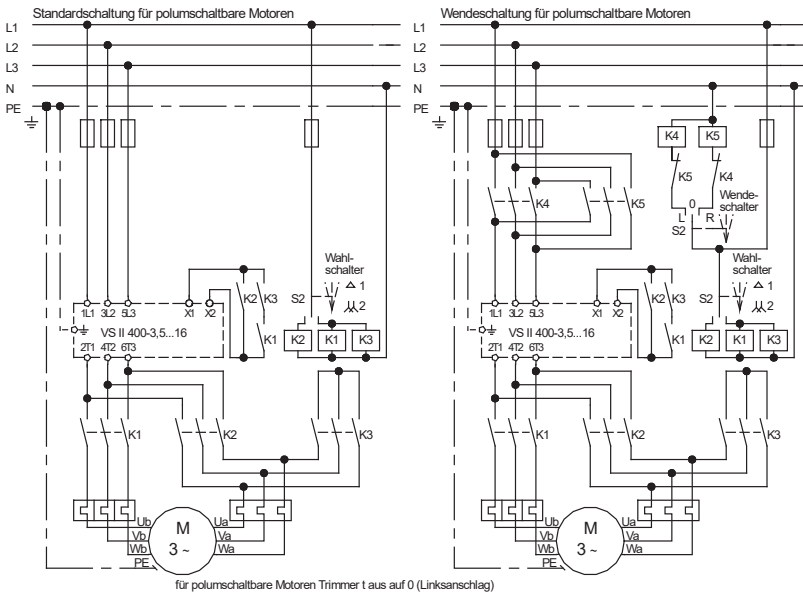 Standardschaltung für polumschaltbare Motoren
L1
L2
L3
N
PE
Wahl-
schalter
1
2
S2
X1
X2
K2
K3
K1
1L1
3L2
5L3
VS II 400-3,5...16
2T1
4T2
6T3
K2
K1
K3
K1
K2
K3
Ub
Vb
Wb
PE
M
3 ~
Ua
Va
Wa
Wendeschaltung für polumschaltbare Motoren
L1
L2
L3
N
PE
K4
K5
K5
K4
K4
K5
0
L
R
S2
Wende-
schalter
Wahl-
schalter
1
2
S2
X1
X2
K2
K3
K1
1L1
3L2
5L3
VS II 400-3,5...16
2T1
4T2
6T3
K2
K1
K3
K1
K2
K3
Ub
Vb
Wb
PE
M
3 ~
Ua
Va
Wa
für polumschaltbare Motoren Trimmer t aus auf 0 (Linksanschlag)